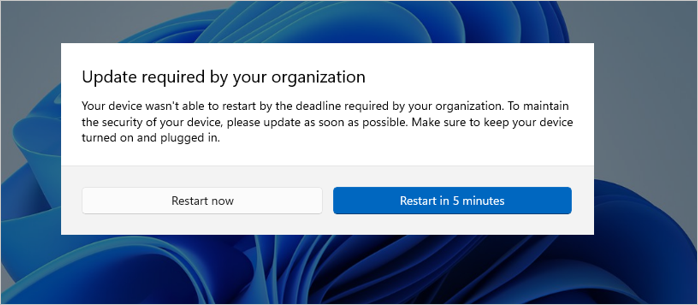 Update required by your organization
Your device wasn't able to restart by the deadline required by your organization. To maintain
the security of your device, please update as soon as possible. Make sure to keep your device
turned on and plugged in.
Restart now
Restart in 5 minutes